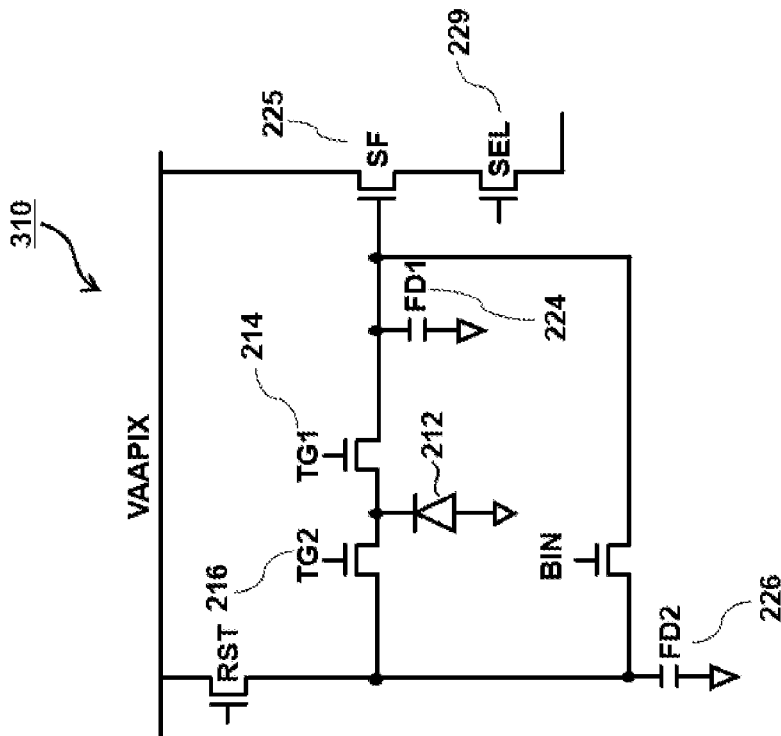 310
VAAPIX
RST
216
TG2
TG1
214
212
FD1
224
225
SF
229
SEL
BIN
FD2
226